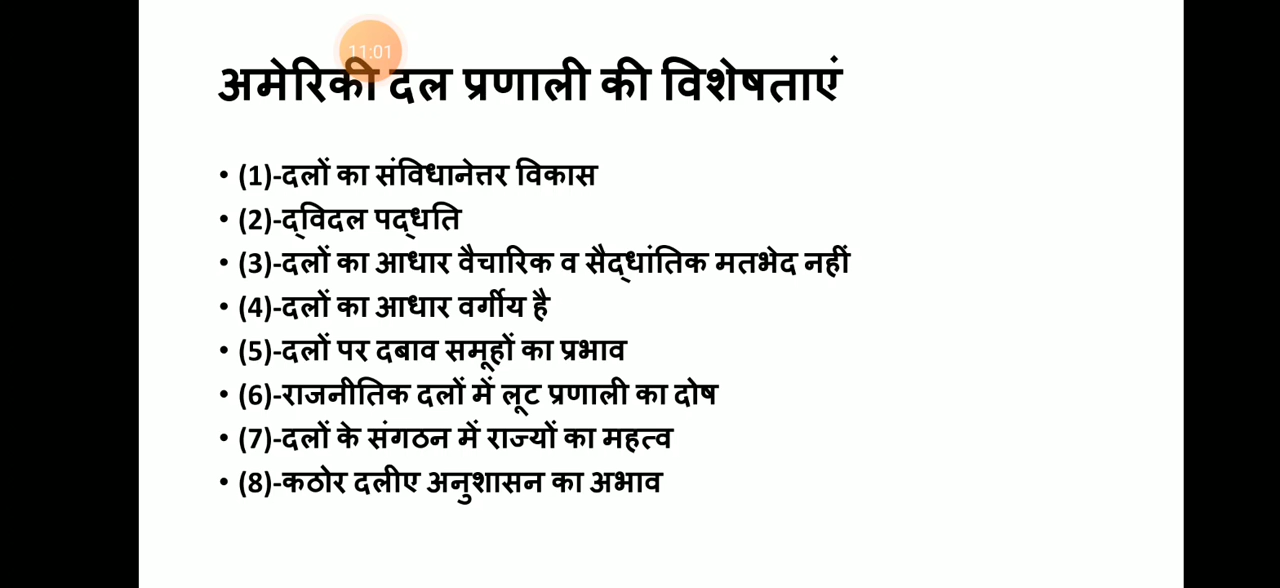 11:01
अमेरिकी दल प्रणाली की विशेषताएं
• (1)-दलों का संविधानेत्तर विकास
• (2)-द्विदल पद्धति
• (3)-दलों का आधार वैचारिक व सैद्धांतिक मतभेद नहीं
• (4)-दलों का आधार वर्गीय है
• (5)-दलों पर दबाव समूहों का प्रभाव
• (6)-राजनीतिक दलों में लूट प्रणाली का दोष
• (7)-दलों के संगठन में राज्यों का महत्व
• (8)-कठोर दलीए अनुशासन का अभाव